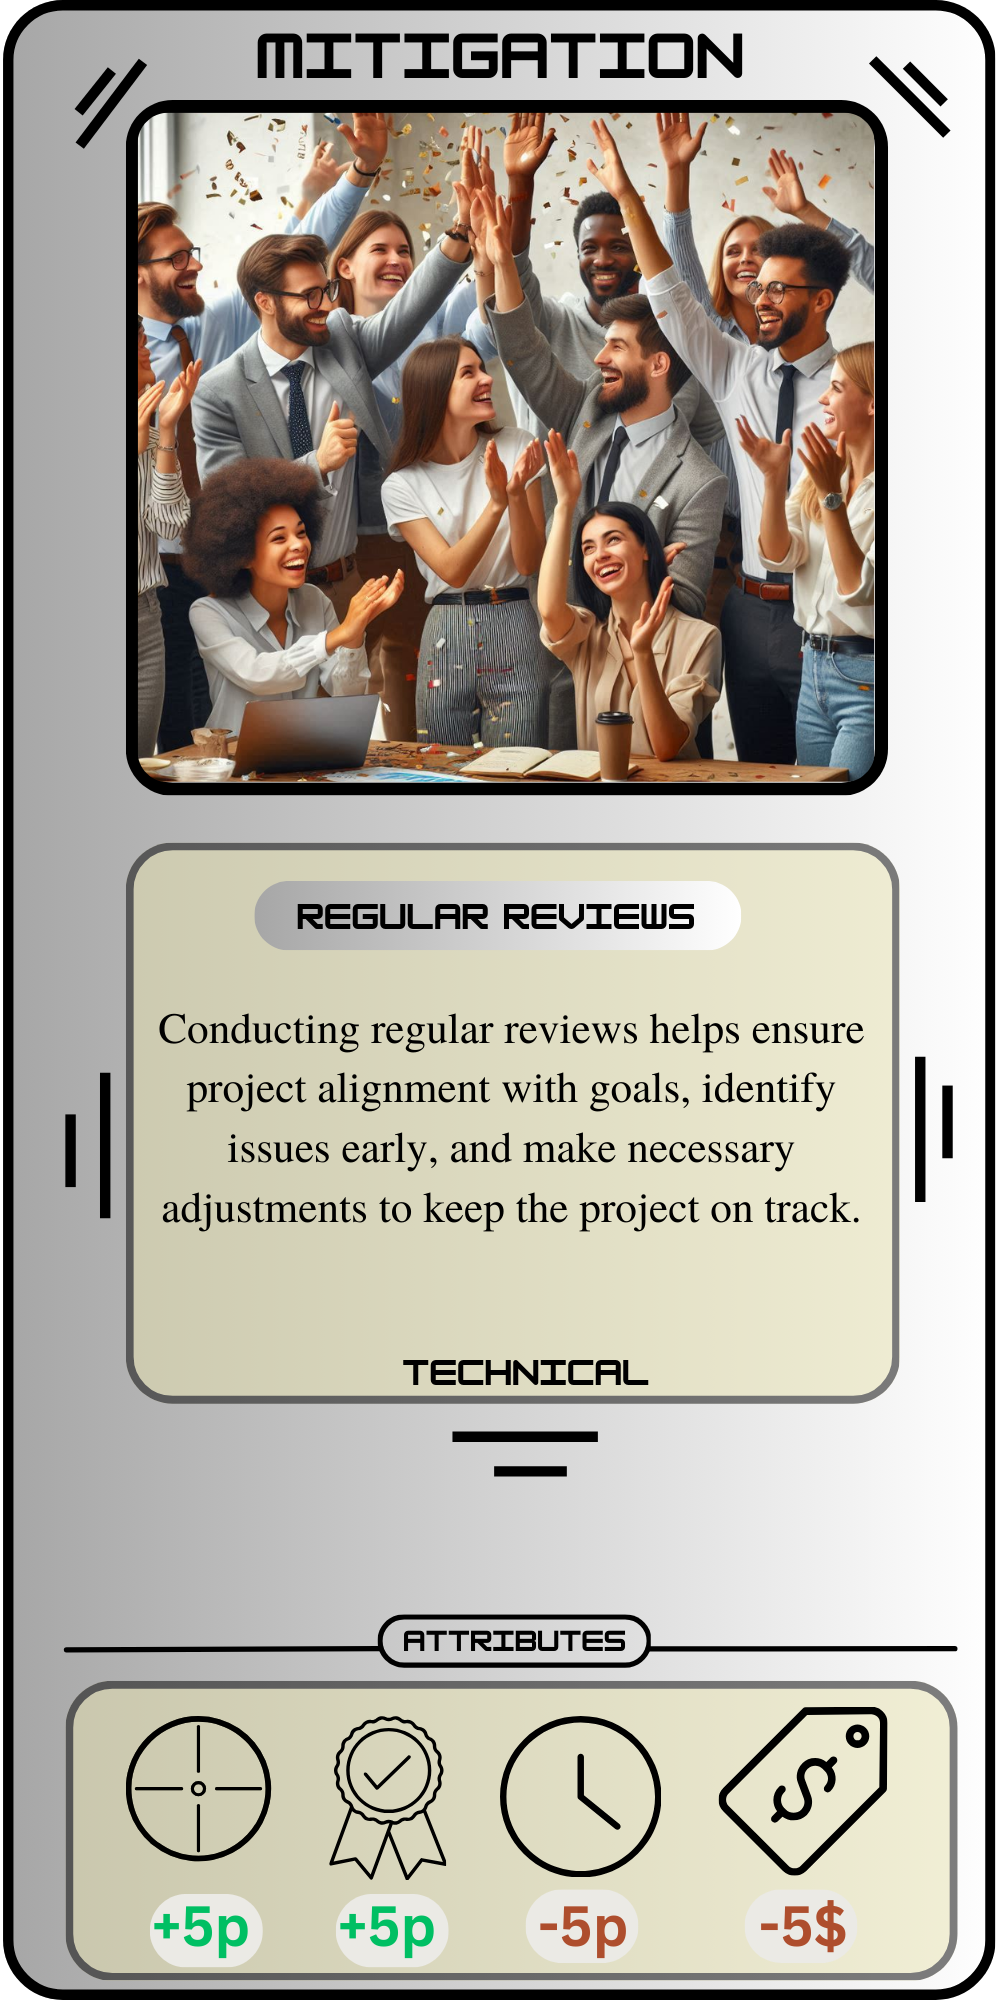 MITIGATION
REGULAR REVIEWS
Conducting regular reviews helps ensure
project alignment with goals, identify
issues early, and make necessary
adjustments to keep the project on track.
TECHNICAL
ATTRIBUTES
+5p +5p -5p -5$